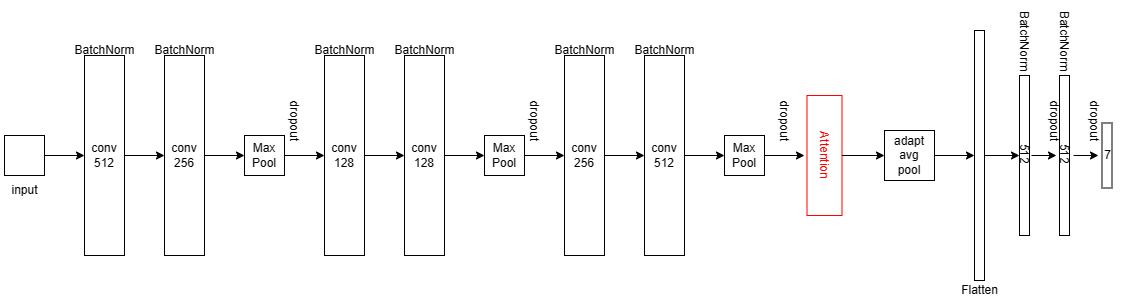 input
BatchNorm
conv
512
BatchNorm
conv
256
Max
Pool
dropout
BatchNorm
conv
128
BatchNorm
conv
128
Max
Pool
dropout
BatchNorm
conv
256
BatchNorm
conv
512
Max
Pool
dropout
Attention
adapt
avg
pool
Flatten
BatchNorm
512
dropout
BatchNorm
512
dropout
7